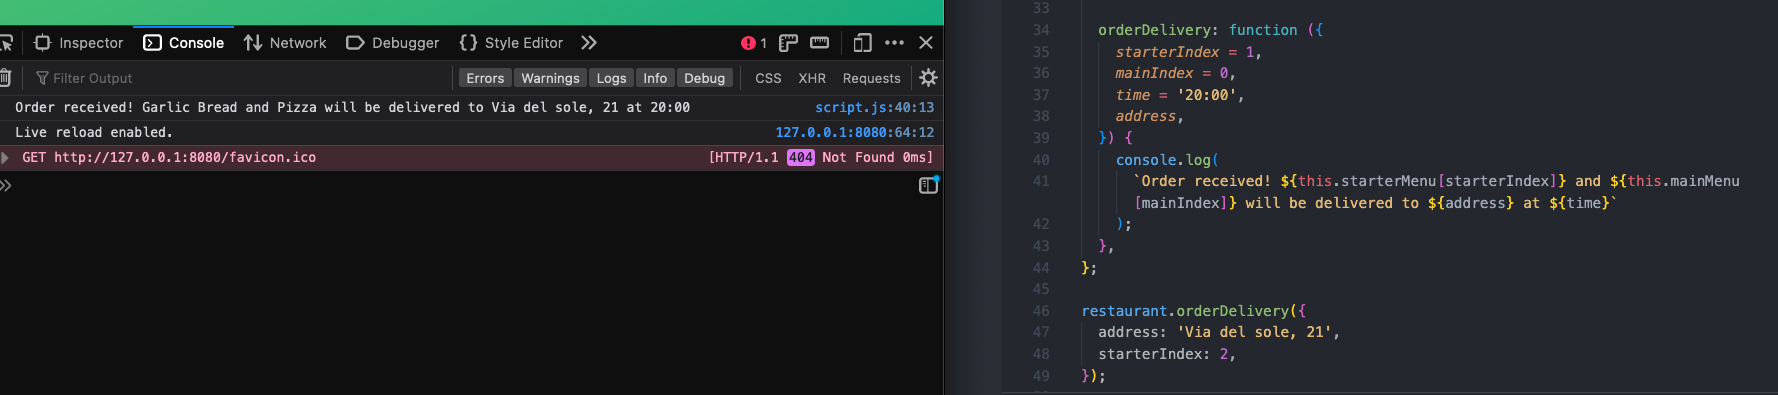 Inspector Console Network Debugger Style Editor 1
Filter Output Errors Warnings Logs Info Debug CSS XHR Requests
Order received! Garlic Bread and Pizza will be delivered to Via del sole, 21 at 20:00 script.js:40:13
Live reload enabled. 127.0.0.1:8080:64:12
GET http://127.0.0.1:8080/favicon.ico [HTTP/1.1 404 Not Found 0ms]
33
34 orderDelivery: function ({
35 starterIndex = 1,
36 mainIndex = 0,
37 time = '20:00',
38 address,
39 }) {
40 console.log(
41 `Order received! ${this.starterMenu[starterIndex]} and ${this.mainMenu
[mainIndex]} will be delivered to ${address} at ${time}`
42 );
43 },
44 };
45
46 restaurant.orderDelivery({
47 address: 'Via del sole, 21',
48 starterIndex: 2,
49 });